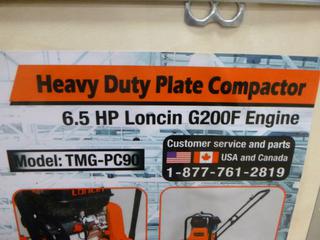 Heavy Duty Plate Compactor
6.5 HP Loncin G200F Engine
Model: TMG-PC90
Customer service and parts
USA and Canada
1-877-761-2819
LONCIN